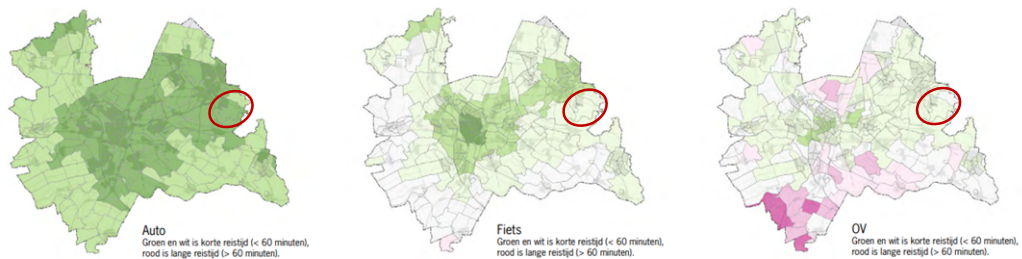 Auto
Groen en wit is korte reistijd (< 60 minuten),
rood is lange reistijd (> 60 minuten).
Fiets
Groen en wit is korte reistijd (< 60 minuten),
rood is lange reistijd (> 60 minuten).
OV
Groen en wit is korte reistijd (< 60 minuten),
rood is lange reistijd (> 60 minuten).